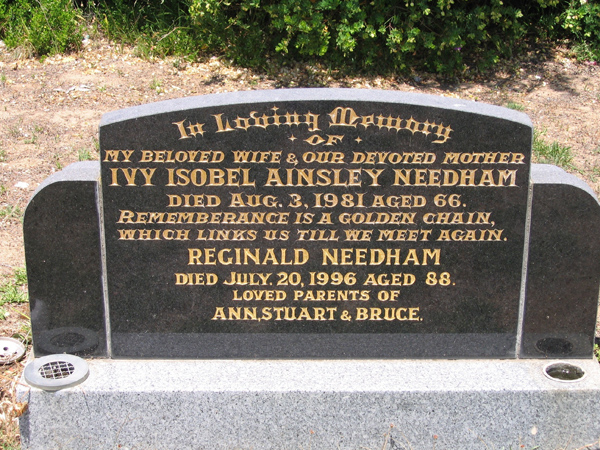 In Loving Memory
OF
MY BELOVED WIFE & OUR DEVOTED MOTHER
IVY ISOBEL AINSLEY NEEDHAM
DIED AUG. 3, 1981 AGED 66.
REMEMBERANCE IS A GOLDEN CHAIN,
WHICH LINKS US TILL WE MEET AGAIN.
REGINALD NEEDHAM
DIED JULY. 20, 1996 AGED 88.
LOVED PARENTS OF
ANN, STUART & BRUCE.